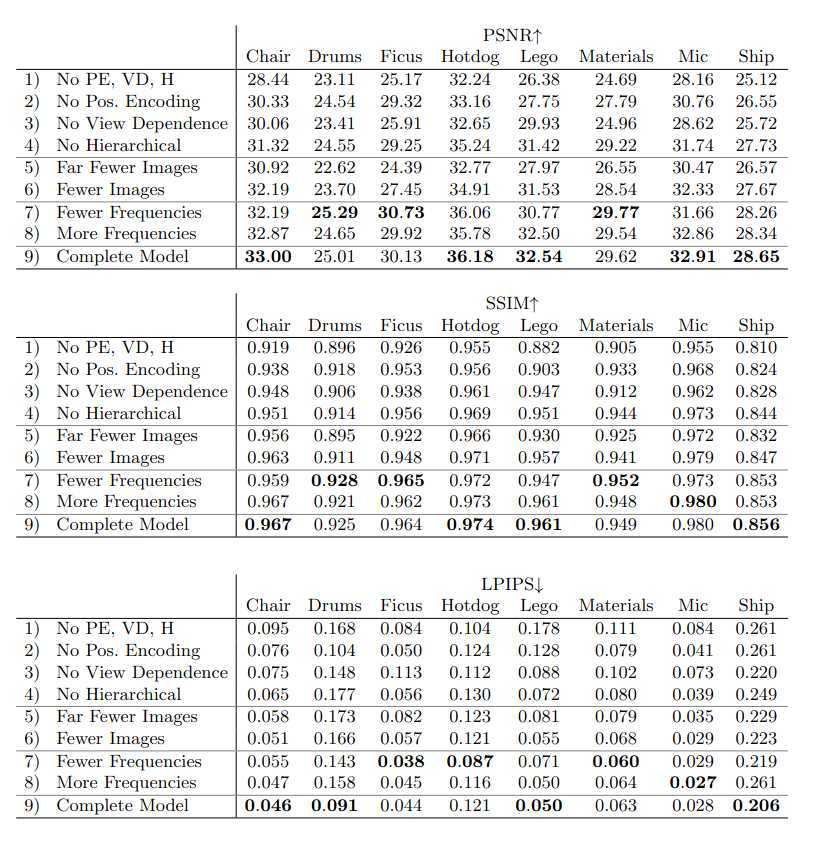 PSNR↑
Chair Drums Ficus Hotdog Lego Materials Mic Ship
1) No PE, VD, H 28.44 23.11 25.17 32.24 26.38 24.69 28.16 25.12
2) No Pos. Encoding 30.33 24.54 29.32 33.16 27.75 27.79 30.76 26.55
3) No View Dependence 30.06 23.41 25.91 32.65 29.93 24.96 28.62 25.72
4) No Hierarchical 31.32 24.55 29.25 35.24 31.42 29.22 31.74 27.73
5) Far Fewer Images 30.92 22.62 24.39 32.77 27.97 26.55 30.47 26.57
6) Fewer Images 32.19 23.70 27.45 34.91 31.53 28.54 32.33 27.67
7) Fewer Frequencies 32.19 25.29 30.73 36.06 30.77 29.77 31.66 28.26
8) More Frequencies 32.87 24.65 29.92 35.78 32.50 29.54 32.86 28.34
9) Complete Model 33.00 25.01 30.13 36.18 32.54 29.62 32.91 28.65
SSIM↑
Chair Drums Ficus Hotdog Lego Materials Mic Ship
1) No PE, VD, H 0.919 0.896 0.926 0.955 0.882 0.905 0.955 0.810
2) No Pos. Encoding 0.938 0.918 0.953 0.956 0.903 0.933 0.968 0.824
3) No View Dependence 0.948 0.906 0.938 0.961 0.947 0.912 0.962 0.828
4) No Hierarchical 0.951 0.914 0.956 0.969 0.951 0.944 0.973 0.844
5) Far Fewer Images 0.956 0.895 0.922 0.966 0.930 0.925 0.972 0.832
6) Fewer Images 0.963 0.911 0.948 0.971 0.957 0.941 0.979 0.847
7) Fewer Frequencies 0.959 0.928 0.965 0.972 0.947 0.952 0.973 0.853
8) More Frequencies 0.967 0.921 0.962 0.973 0.961 0.948 0.980 0.853
9) Complete Model 0.967 0.925 0.964 0.974 0.961 0.949 0.980 0.856
LPIPS↓
Chair Drums Ficus Hotdog Lego Materials Mic Ship
1) No PE, VD, H 0.095 0.168 0.084 0.104 0.178 0.111 0.084 0.261
2) No Pos. Encoding 0.076 0.104 0.050 0.124 0.128 0.079 0.041 0.261
3) No View Dependence 0.075 0.148 0.113 0.112 0.088 0.102 0.073 0.220
4) No Hierarchical 0.065 0.177 0.056 0.130 0.072 0.080 0.039 0.249
5) Far Fewer Images 0.058 0.173 0.082 0.123 0.081 0.079 0.035 0.229
6) Fewer Images 0.051 0.166 0.057 0.121 0.055 0.068 0.029 0.223
7) Fewer Frequencies 0.055 0.143 0.038 0.087 0.071 0.060 0.029 0.219
8) More Frequencies 0.047 0.158 0.045 0.116 0.050 0.064 0.027 0.261
9) Complete Model 0.046 0.091 0.044 0.121 0.050 0.063 0.028 0.206